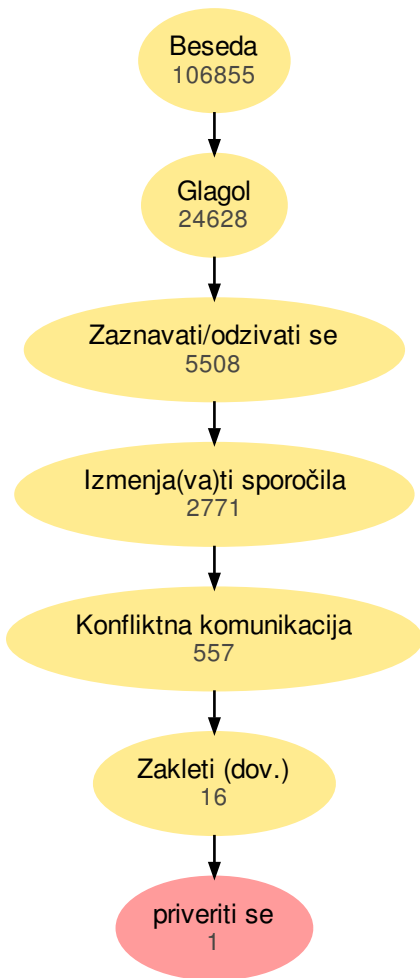 Beseda
106855
Glagol
24628
Zaznavati/odzivati se
5508
Izmenja(va)ti sporočila
2771
Konfliktna komunikacija
557
Zakleti (dov.)
16
priveriti se
1